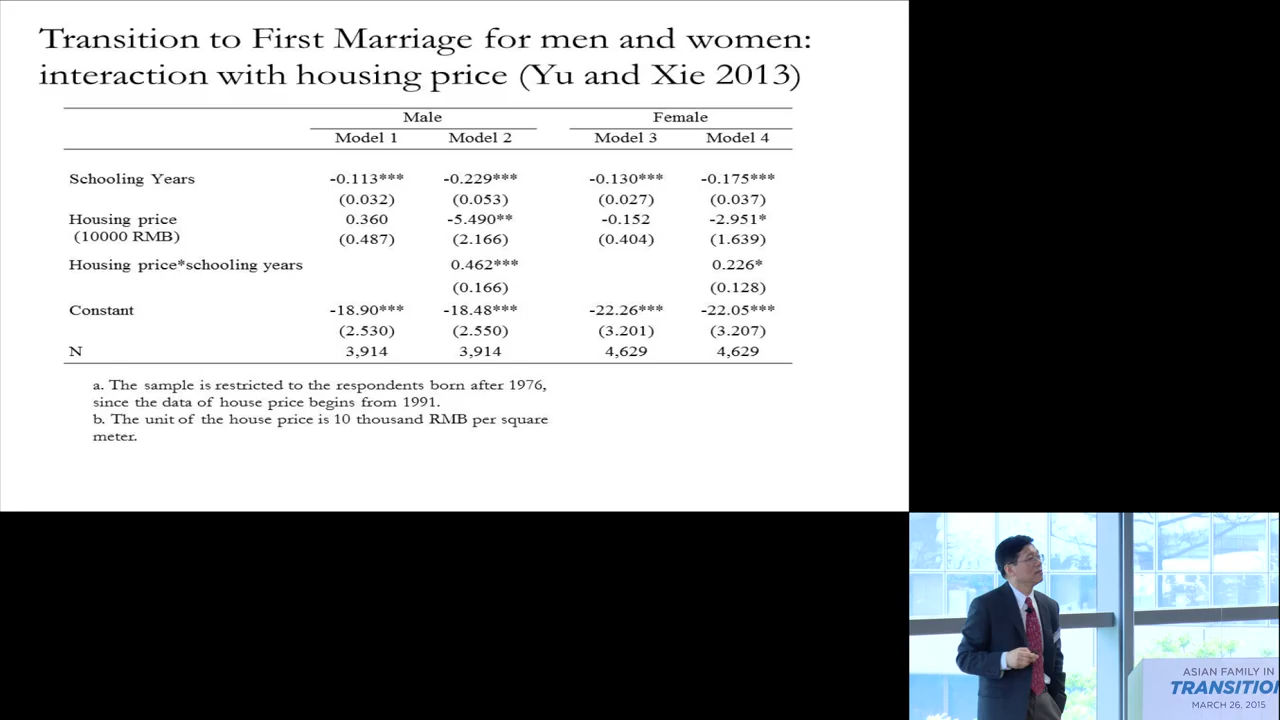 Transition to First Marriage for men and women:
interaction with housing price (Yu and Xie 2013)
Male Female
Model 1 Model 2 Model 3 Model 4
Schooling Years -0.113*** -0.229*** -0.130*** -0.175***
(0.032) (0.053) (0.027) (0.037)
Housing price 0.360 -5.490** -0.152 -2.951*
(10000 RMB) (0.487) (2.166) (0.404) (1.639)
Housing price*schooling years 0.462*** 0.226*
(0.166) (0.128)
Constant -18.90*** -18.48*** -22.26*** -22.05***
(2.530) (2.550) (3.201) (3.207)
N 3,914 3,914 4,629 4,629
a. The sample is restricted to the respondents born after 1976,
since the data of house price begins from 1991.
b. The unit of the house price is 10 thousand RMB per square
meter.
ASIAN FAMILY IN
TRANSITIO
MARCH 26, 2015